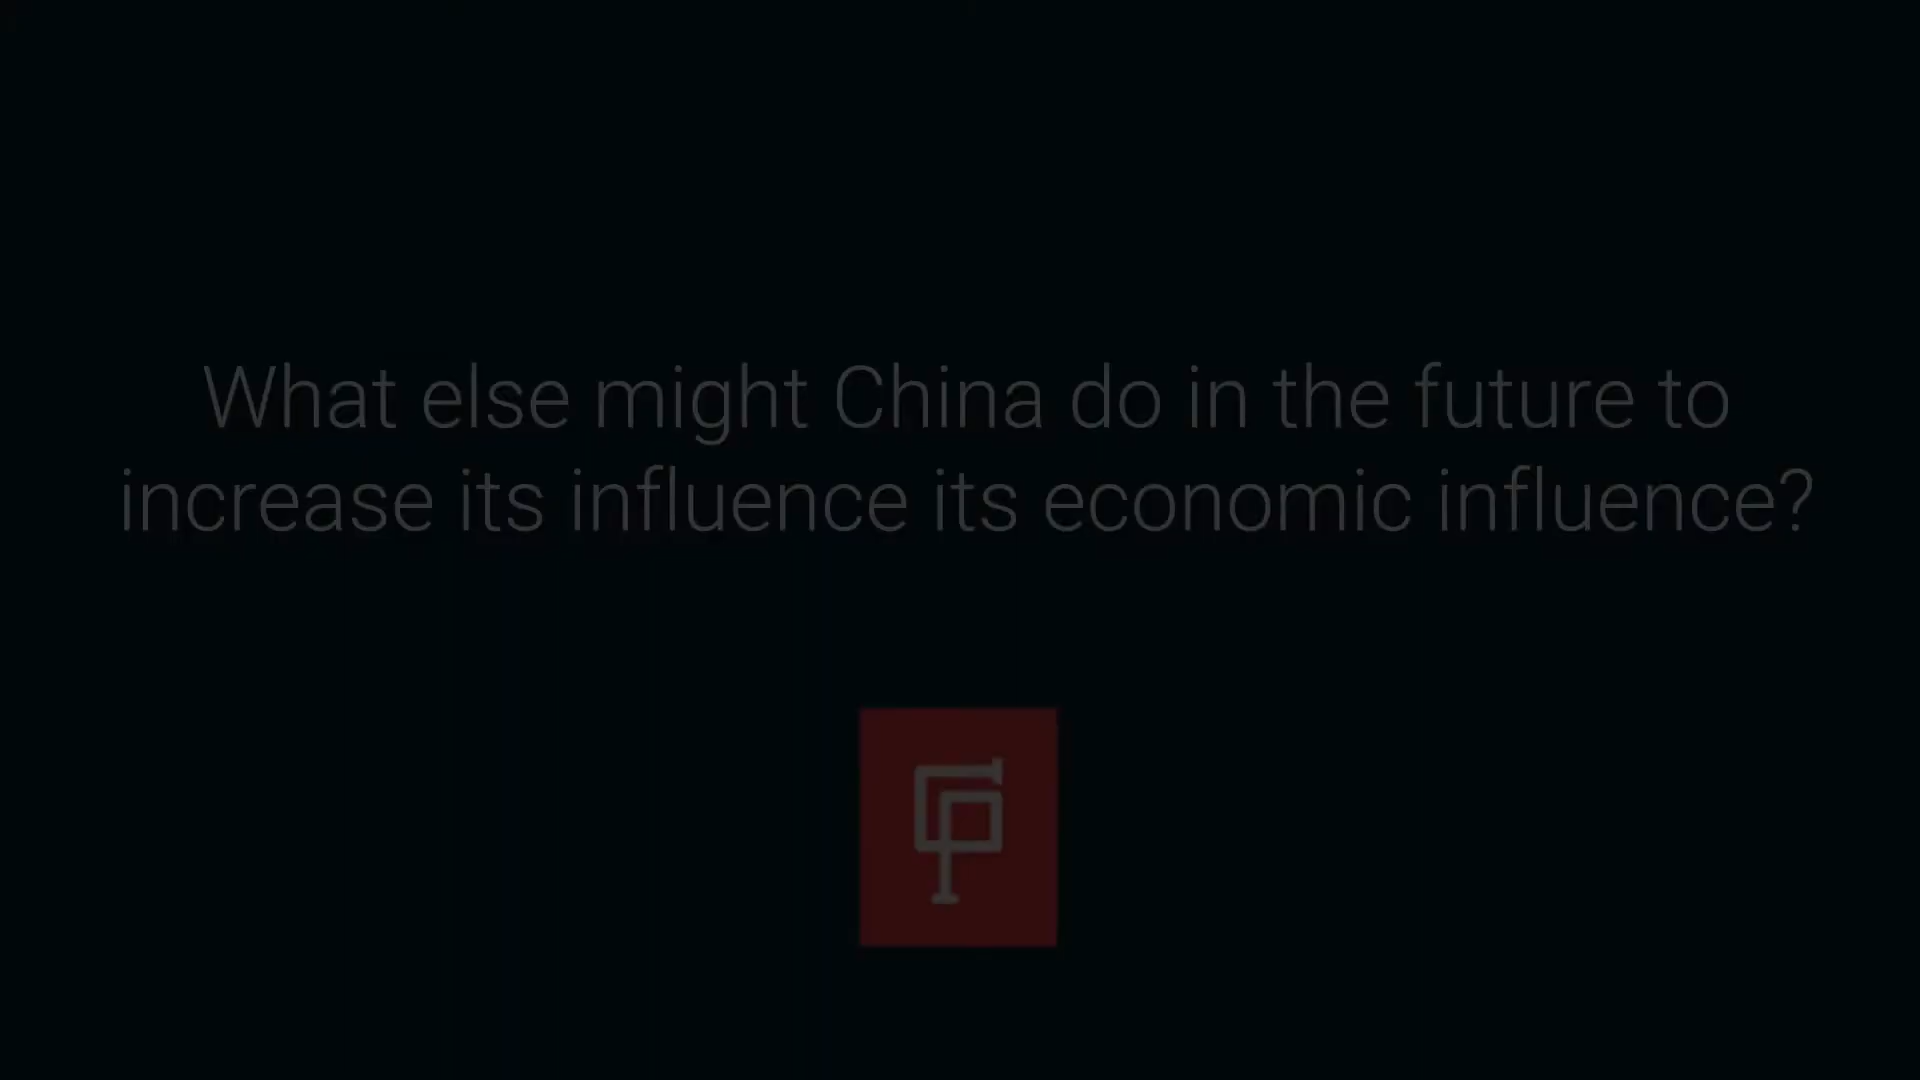 What else might China do in the future to
increase its influence its economic influence?